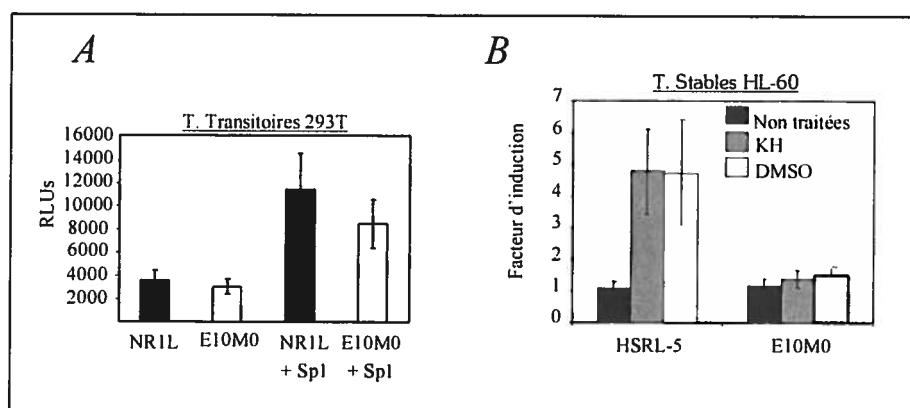 A
T. Transitoires 293T
16000
14000
12000
10000
8000
6000
4000
2000
RLUs
NR1L
E10M0
NR1L
+ Sp1
E10M0
+ Sp1
B
T. Stables HL-60
7
6
5
4
3
2
1
0
Facteur d'induction
Non traitées
KH
DMSO
HSRL-5
E10M0